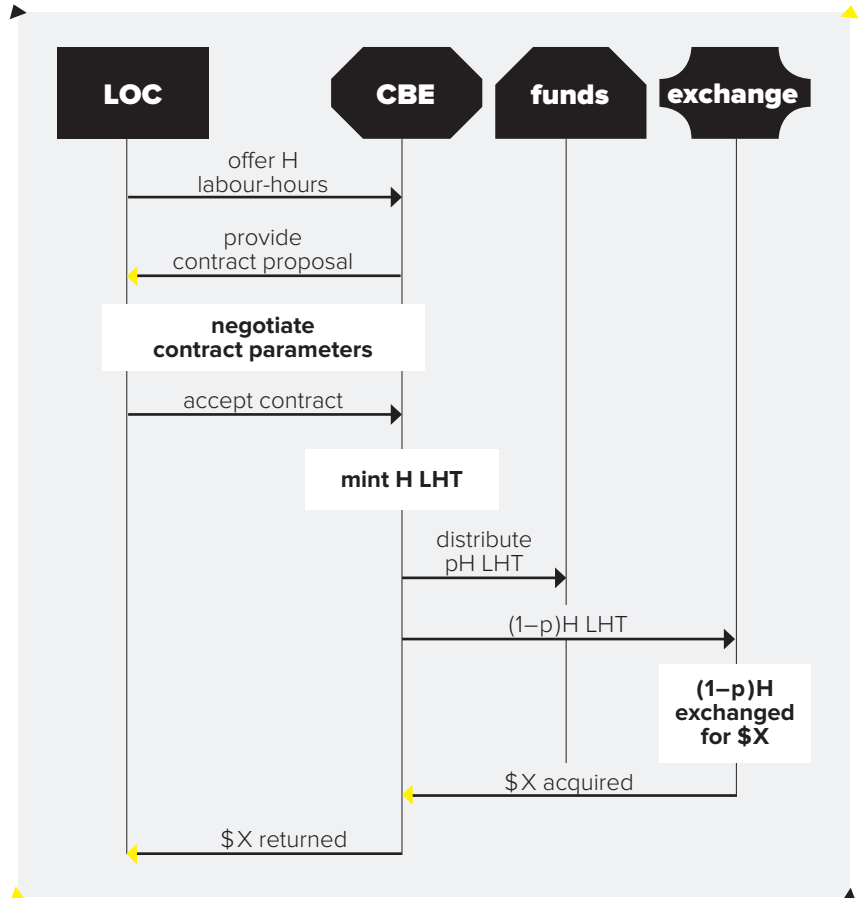 LOC
CBE
funds
exchange
offer H
labour-hours
provide
contract proposal
negotiate
contract parameters
accept contract
mint H LHT
distribute
pH LHT
(1–p)H LHT
(1–p)H
exchanged
for $X
$X acquired
$X returned